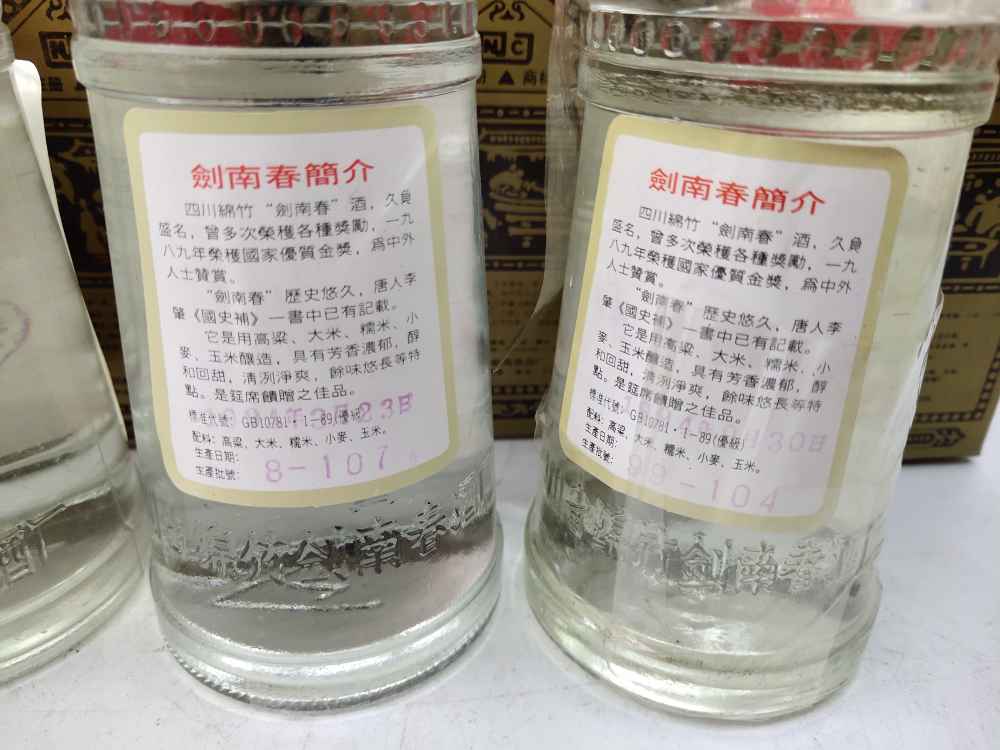 NC
商
劍南春簡介
四川綿竹“劍南春”酒,久負
盛名,曾多次榮獲各種獎勵,一九
八九年榮獲國家優質金獎,爲中外
人士贊賞。
“劍南春”歷史悠久,唐人李
肇《國史補》一書中已有記載。
它是用高粱、大米、糯米、小
麥、玉米釀造,具有芳香濃郁,醇
和回甜,清洌淨爽,餘味悠長等特
點。是筵席饋贈之佳品。
標准代號:GB10781·1-89(優級)
配料:高粱、大米、糯米、小麥、玉米。
生產日期:
23日
生產批號:
8-107
劍南春
劍南春簡介
四川綿竹“劍南春”酒,久負
盛名,曾多次榮獲各種獎勵,一九
八九年榮獲國家優質金獎,爲中外
人士贊賞。
“劍南春”歷史悠久,唐人李
肇《國史補》一書中已有記載。
它是用高粱、大米、糯米、小
麥、玉米釀造,具有芳香濃郁,醇
和回甜,清洌淨爽,餘味悠長等特
點。是筵席饋贈之佳品。
標准代號:GB10781·1-89(優級)
配料:高粱、大米、糯米、小麥、玉米。
生產日期:
30日
生產批號:
-104
劍南春